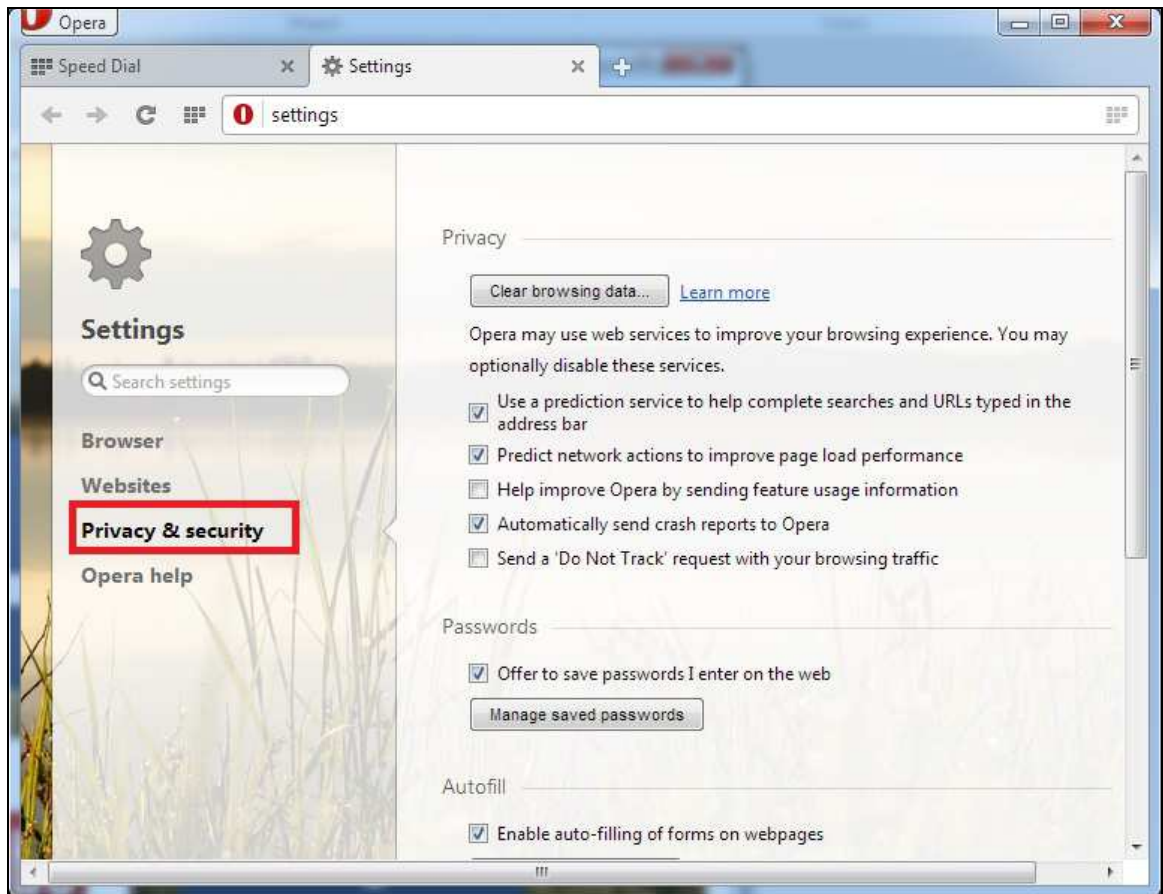 Opera
Speed Dial
Settings
settings
Settings
Search settings
Browser
Websites
Privacy & security
Opera help
Privacy
Clear browsing data... Learn more
Opera may use web services to improve your browsing experience. You may
optionally disable these services.
Use a prediction service to help complete searches and URLs typed in the
address bar
Predict network actions to improve page load performance
Help improve Opera by sending feature usage information
Automatically send crash reports to Opera
Send a 'Do Not Track' request with your browsing traffic
Passwords
Offer to save passwords I enter on the web
Manage saved passwords
Autofill
Enable auto-filling of forms on webpages